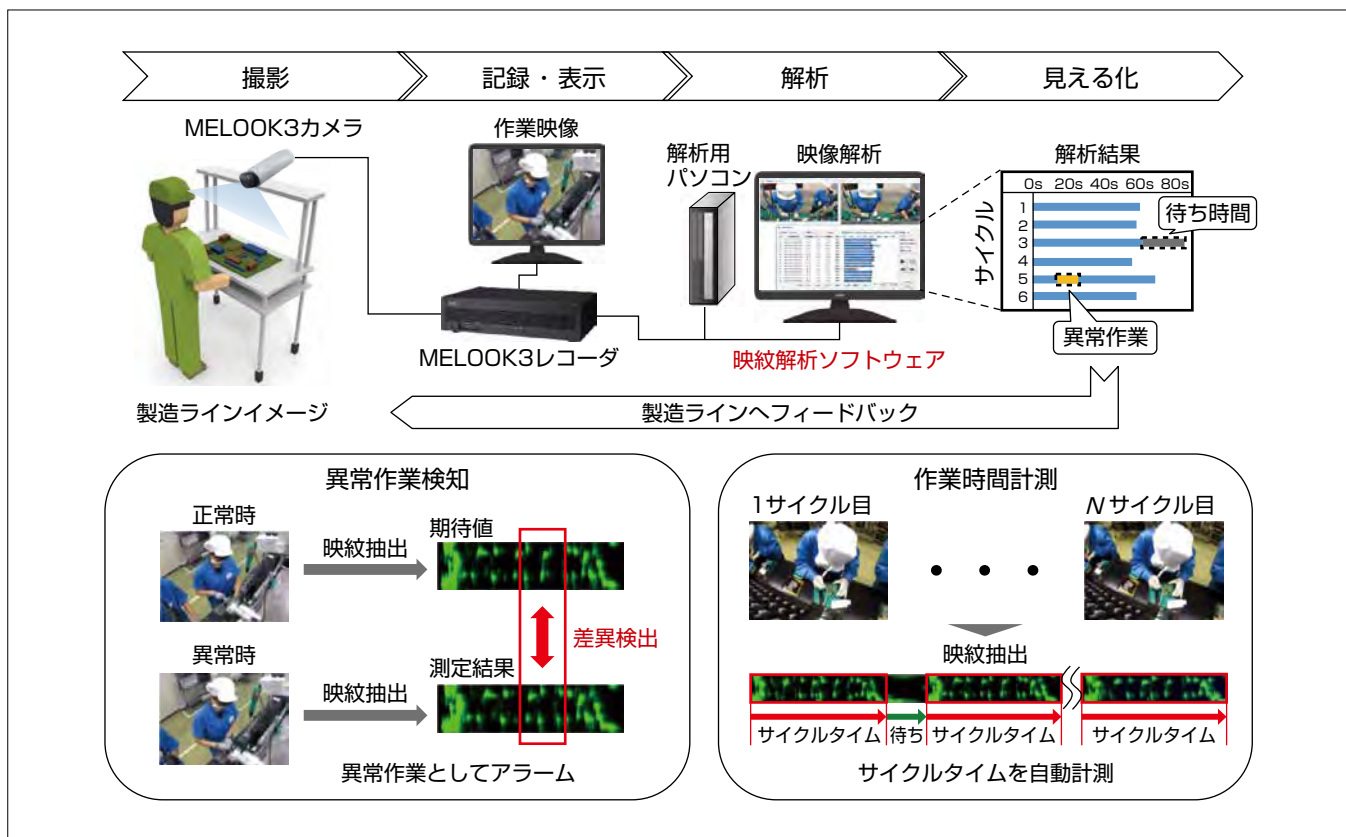 撮影
記録・表示
解析
見える化
MELOOK3カメラ
作業映像
解析用
パソコン
映像解析
解析結果
0s 20s 40s 60s 80s
サイクル
1
2
3
4
5
6
待ち時間
異常作業
MELOOK3レコーダ
映紋解析ソフトウェア
製造ラインイメージ
製造ラインへフィードバック
異常作業検知
正常時
映紋抽出
期待値
差異検出
異常時
映紋抽出
測定結果
異常作業としてアラーム
作業時間計測
1サイクル目
Nサイクル目
• • •
映紋抽出
サイクルタイム
待ち
サイクルタイム
サイクルタイム
サイクルタイムを自動計測